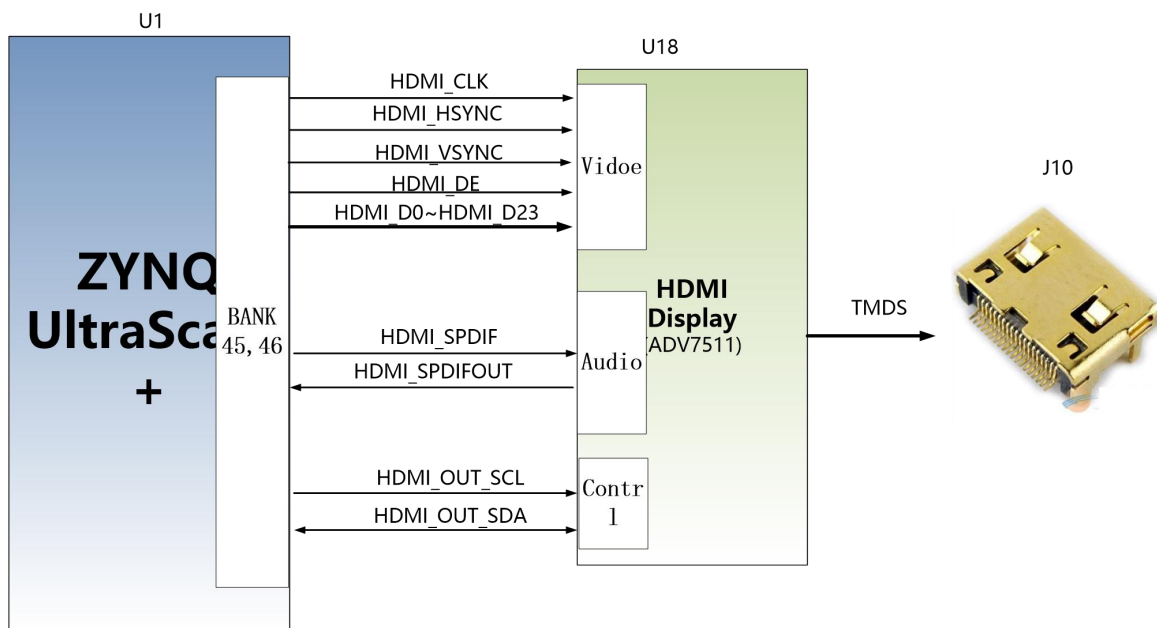 U1
U18
J10
HDMI_CLK
HDMI_HSYNC
HDMI_VSYNC
HDMI_DE
HDMI_D0~HDMI_D23
Vidoe
ZYNQ
UltraSca
+
BANK
45,46
HDMI
Display
(ADV7511)
TMDS
HDMI_SPDIF
HDMI_SPDIFOUT
Audio
HDMI_OUT_SCL
HDMI_OUT_SDA
Contr
l